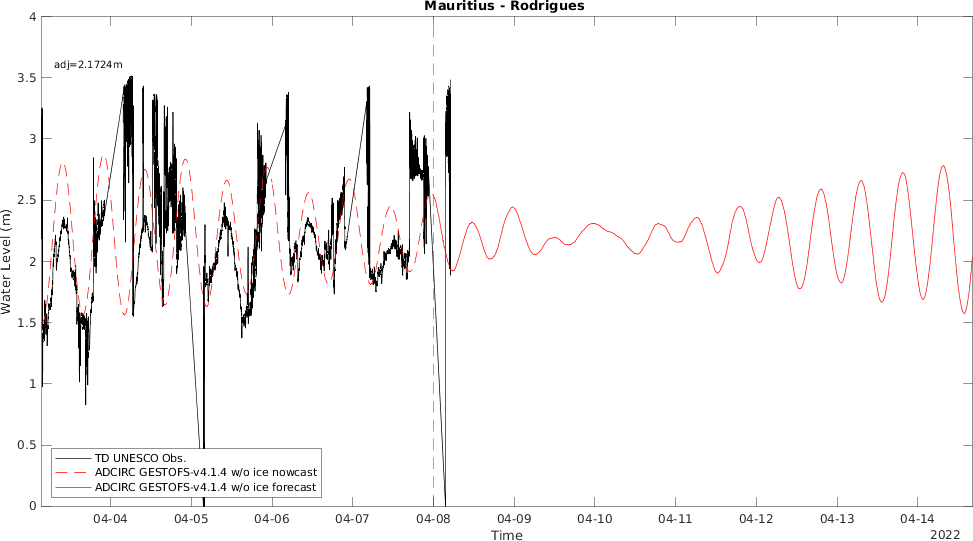 Mauritius - Rodrigues
adj=2.1724m
Water Level (m)
4
3.5
3
2.5
2
1.5
1
0.5
0
TD UNESCO Obs.
ADCIRC GESTOFS-v4.1.4 w/o ice nowcast
ADCIRC GESTOFS-v4.1.4 w/o ice forecast
04-04 04-05 04-06 04-07 04-08 04-09 04-10 04-11 04-12 04-13 04-14
Time
2022